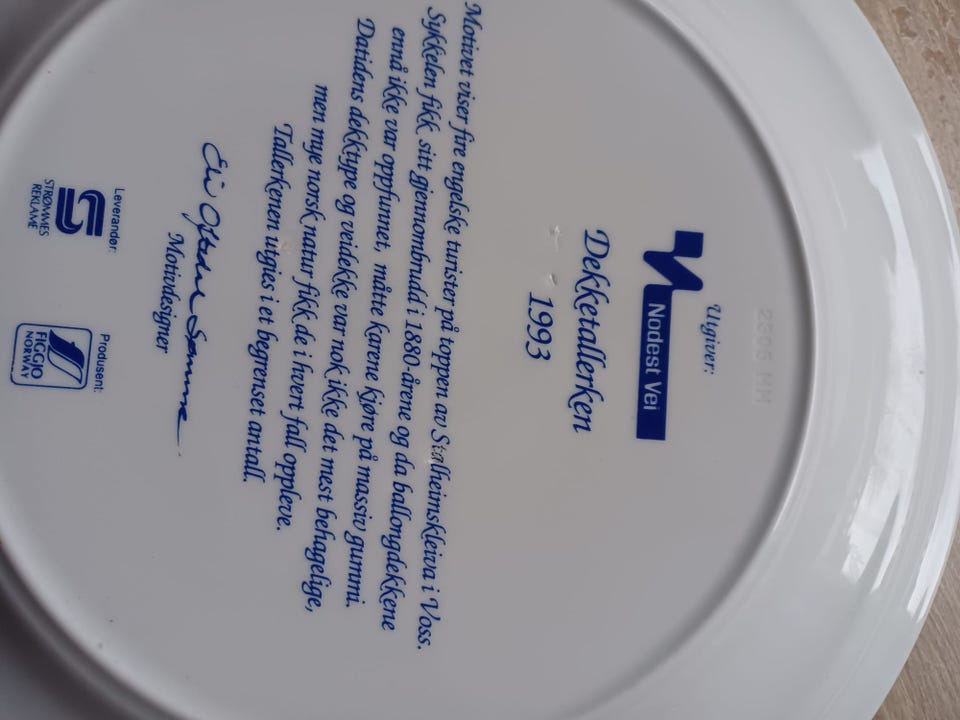 2305 MM
Utgiver:
Nodest Vei
Dekketallerken
1993
Motivet viser fire engelske turister på toppen av Stalheimskleiva i Voss.
Sykkelen fikk sitt gjennombrudd i 1880-årene og da ballongdekkene
ennå ikke var oppfunnet, måtte karene kjøre på massiv gummi.
Datidens dekktype og veidekke var nok ikke det mest behagelige,
men mye norsk natur fikk de i hvert fall oppleve.
Tallerkenen utgies i et begrenset antall.
Motivdesigner
Leverandør:
STRØMMES
REKLAME
Produsent:
FIGGJO
NORWAY